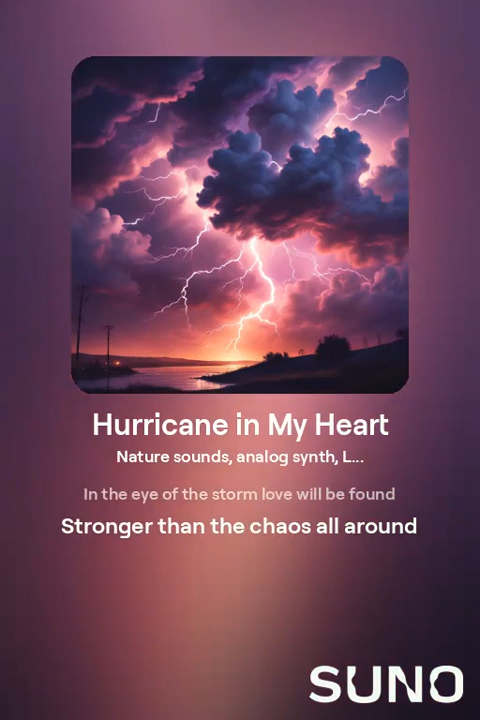 Hurricane in My Heart
Nature sounds, analog synth, L...
In the eye of the storm love will be found
Stronger than the chaos all around
SUNO